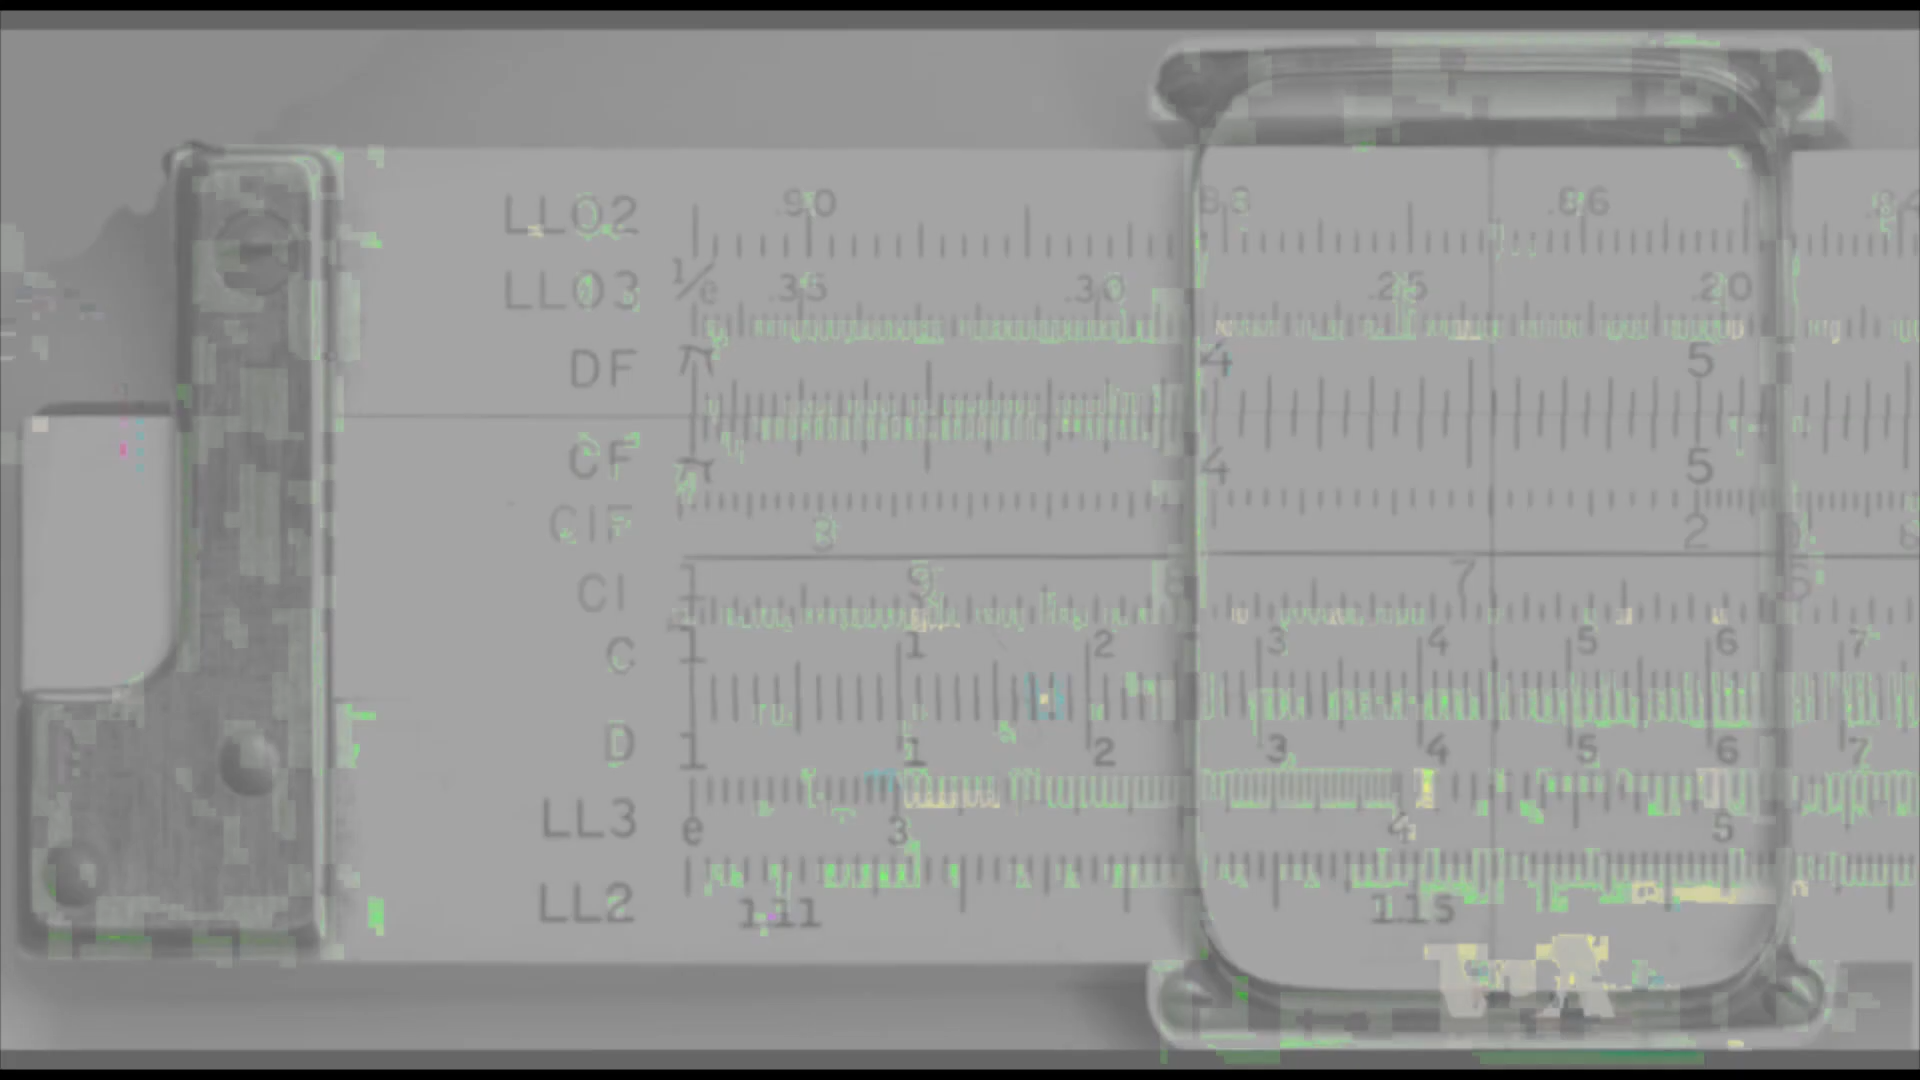 LL02 .90 .88 .86 .84
LL03 1/e .35 .30 .25 .20
DF π 4 5
CF π 4 5
CIF 3 2
CI 1 9 8 7 6
C 1 1 2 3 4 5 6 7
D 1 1 2 3 4 5 6 7
LL3 e 3 4 5
LL2 1.11 1.15